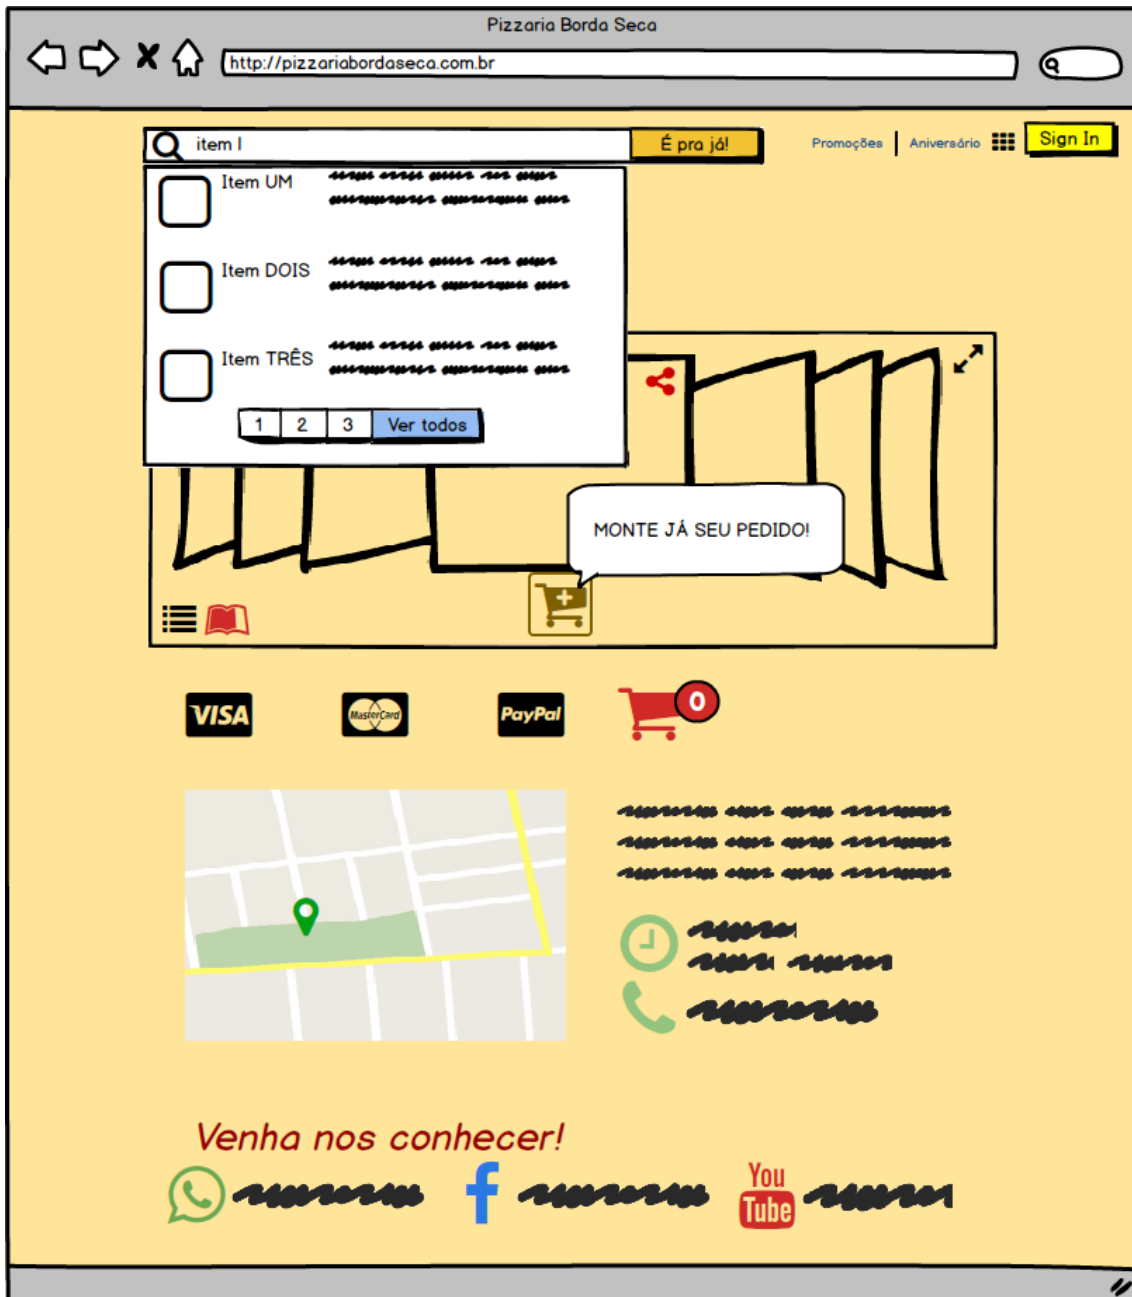 Pizzaria Borda Seca
http://pizzariabordaseca.com.br
item |
É pra já!
Promoções
Aniversário
Sign In
Item UM
Item DOIS
Item TRÊS
1 2 3 Ver todos
MONTE JÁ SEU PEDIDO!
VISA
MasterCard
PayPal
0
Venha nos conhecer!
You
Tube